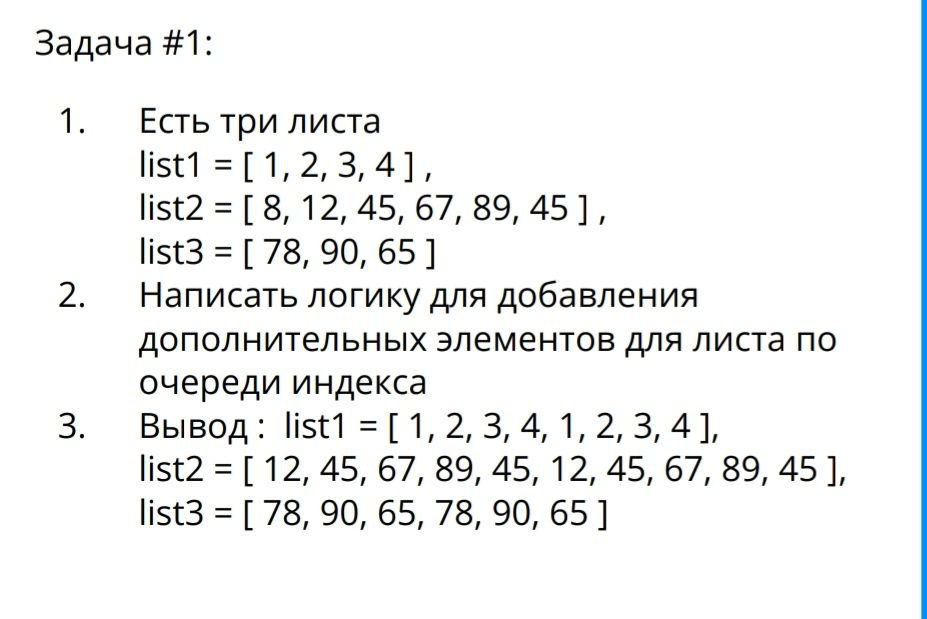 Задача #1:
1. Есть три листа
list1 = [ 1, 2, 3, 4 ] ,
list2 = [ 8, 12, 45, 67, 89, 45 ] ,
list3 = [ 78, 90, 65 ]
2. Написать логику для добавления
дополнительных элементов для листа по
очереди индекса
3. Вывод : list1 = [ 1, 2, 3, 4, 1, 2, 3, 4 ],
list2 = [ 12, 45, 67, 89, 45, 12, 45, 67, 89, 45 ],
list3 = [ 78, 90, 65, 78, 90, 65 ]